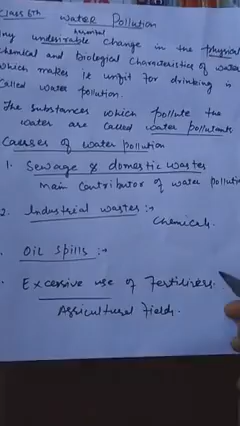 Class 6th Water Pollution
Any undesirable harmful change in the physical
Chemical and Biological Characteristics of water
which makes it unfit for drinking is
Called water pollution.
The substances which pollute the
water are called water pollutants
Causes of water pollution
1. Sewage & domestic wastes
main contributor of water pollution
2. Industrial wastes :→
Chemicals.
Oil Spills :→
Excessive use of Fertilizers.
Agricultural Fields.